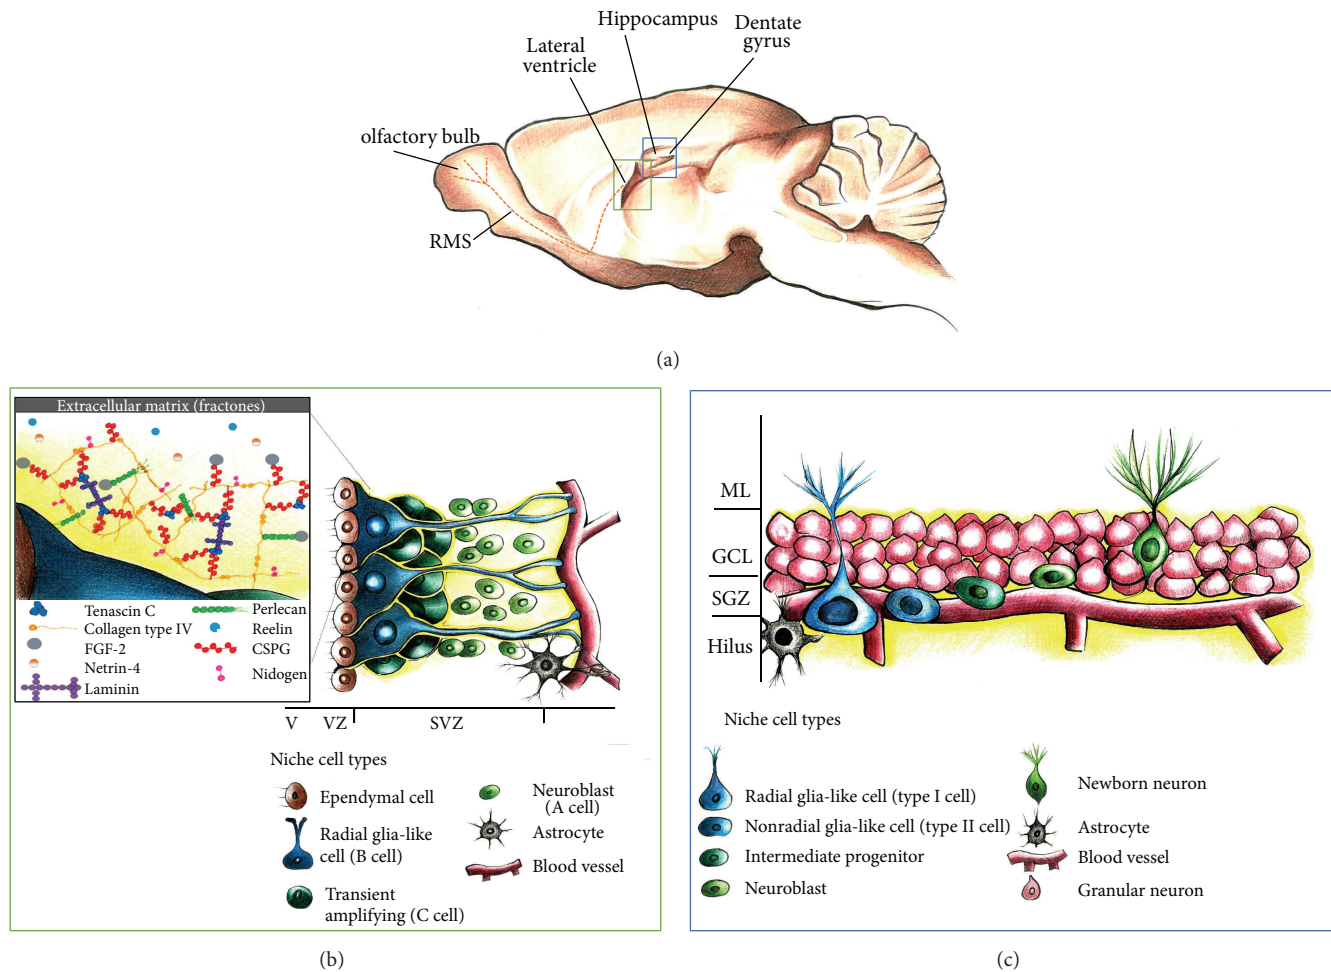 Hippocampus
Dentate
gyrus
Lateral
ventricle
olfactory bulb
RMS
(a)
Extracellular matrix (fractones)
Tenascin C
Collagen type IV
FGF-2
Netrin-4
Laminin
Perlecan
Reelin
CSPG
Nidogen
V VZ SVZ
Niche cell types
Ependymal cell
Radial glia-like
cell (B cell)
Transient
amplifying (C cell)
Neuroblast
(A cell)
Astrocyte
Blood vessel
(b)
ML
GCL
SGZ
Hilus
Niche cell types
Radial glia-like cell (type I cell)
Nonradial glia-like cell (type II cell)
Intermediate progenitor
Neuroblast
Newborn neuron
Astrocyte
Blood vessel
Granular neuron
(c)